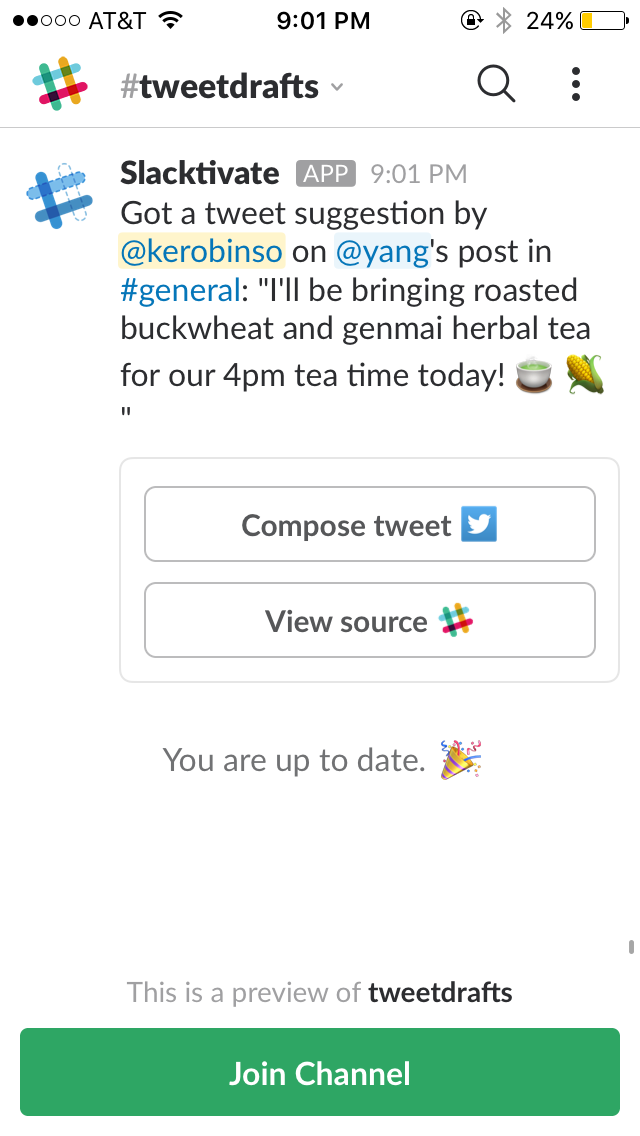 AT&T 9:01 PM 24%
#tweetdrafts
Slacktivate APP 9:01 PM
Got a tweet suggestion by
@kerobinso on @yang's post in
#general: "I'll be bringing roasted
buckwheat and genmai herbal tea
for our 4pm tea time today! 🍵 🌽
"
Compose tweet
View source
You are up to date. 🎉
This is a preview of tweetdrafts
Join Channel